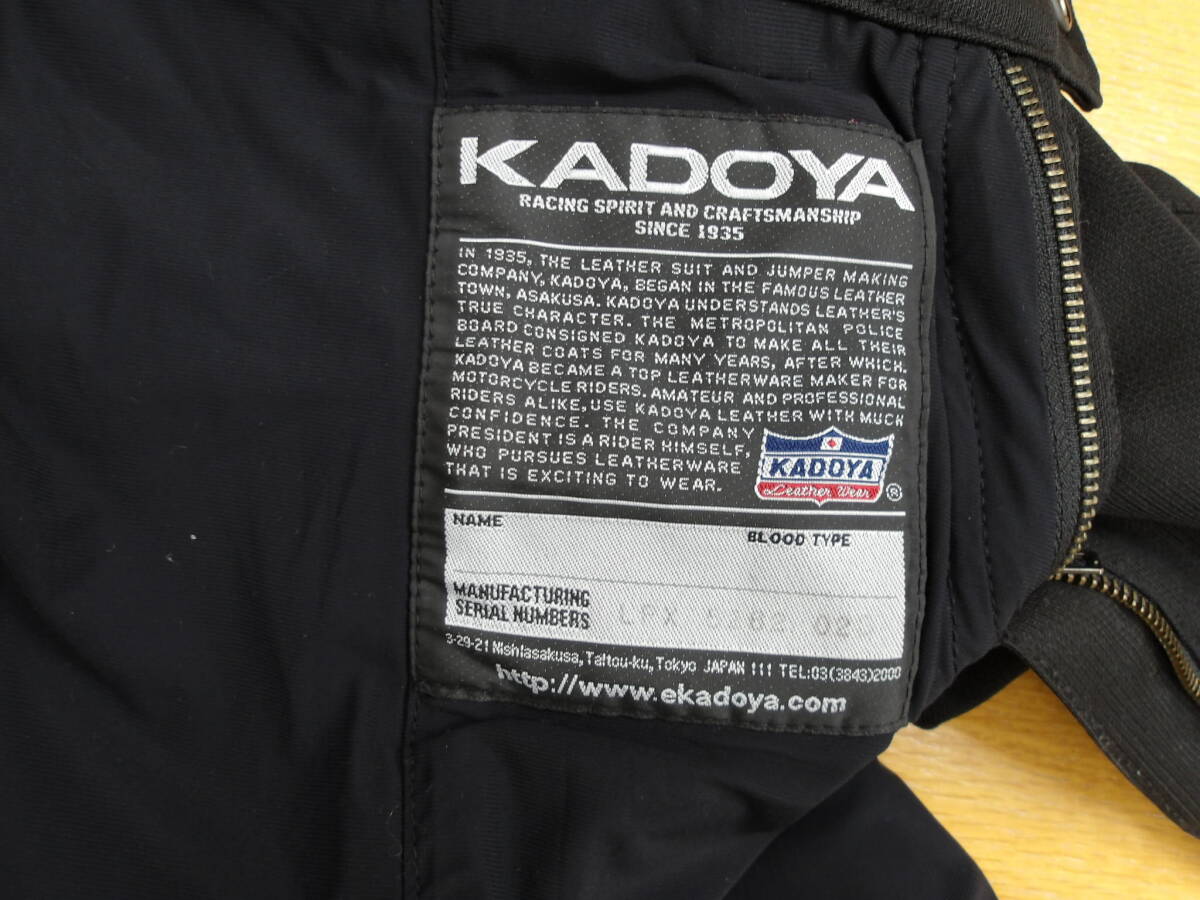 KADOYA
RACING SPIRIT AND CRAFTSMANSHIP
SINCE 1935
IN 1935, THE LEATHER SUIT AND JUMPER MAKING
COMPANY, KADOYA, BEGAN IN THE FAMOUS LEATHER
TOWN, ASAKUSA. KADOYA UNDERSTANDS LEATHER'S
TRUE CHARACTER. THE METROPOLITAN POLICE
BOARD CONSIGNED KADOYA TO MAKE ALL THEIR
LEATHER COATS FOR MANY YEARS, AFTER WHICH.
KADOYA BECAME A TOP LEATHERWARE MAKER FOR
MOTORCYCLE RIDERS. AMATEUR AND PROFESSIONAL
RIDERS ALIKE, USE KADOYA LEATHER WITH MUCH
CONFIDENCE. THE COMPANY
PRESIDENT IS A RIDER HIMSELF,
WHO PURSUES LEATHERWARE
THAT IS EXCITING TO WEAR.
KADOYA
Leather Wear ®
NAME
BLOOD TYPE
MANUFACTURING
SERIAL NUMBERS
02
3-29-21 Nishiasakusa, Taitou-ku, Tokyo JAPAN 111 TEL:03(3843)2000
http://www.ekadoya.com